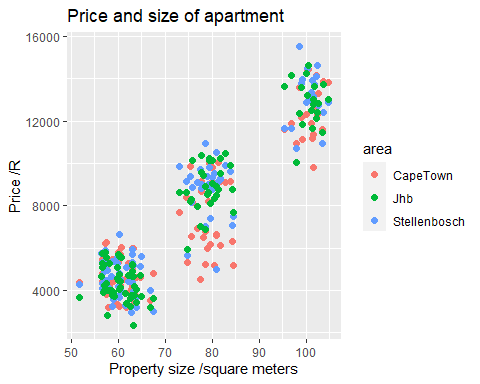 Price and size of apartment
Price /R
16000
12000
8000
4000
50 60 70 80 90 100
Property size /square meters
area
CapeTown
Jhb
Stellenbosch